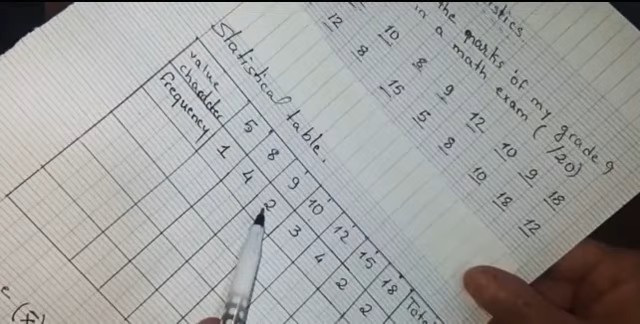 the marks of my grade 9
in a math exam (/20)
10 8 9 12 10 9 18
12 8 15 5 8 10 18 12
Statistical table.
value
character 5 8 9 10 12 15 18
frequency 1 4 2 3 4 2 2